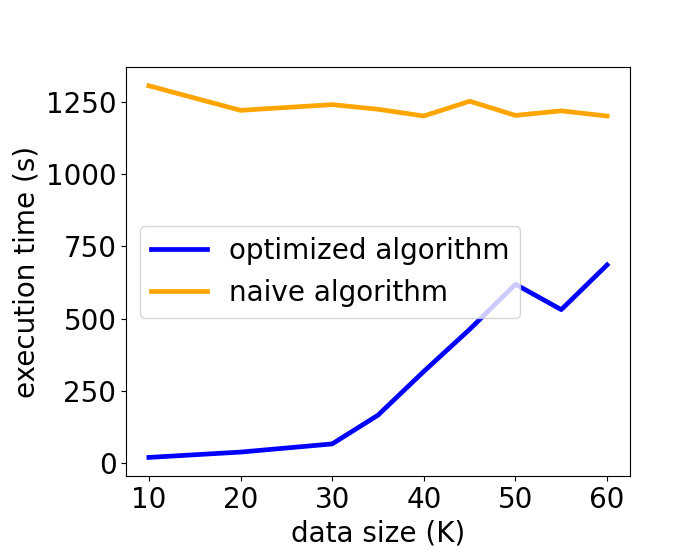 execution time (s)
1250
1000
750
500
250
0
optimized algorithm
naive algorithm
10 20 30 40 50 60
data size (K)